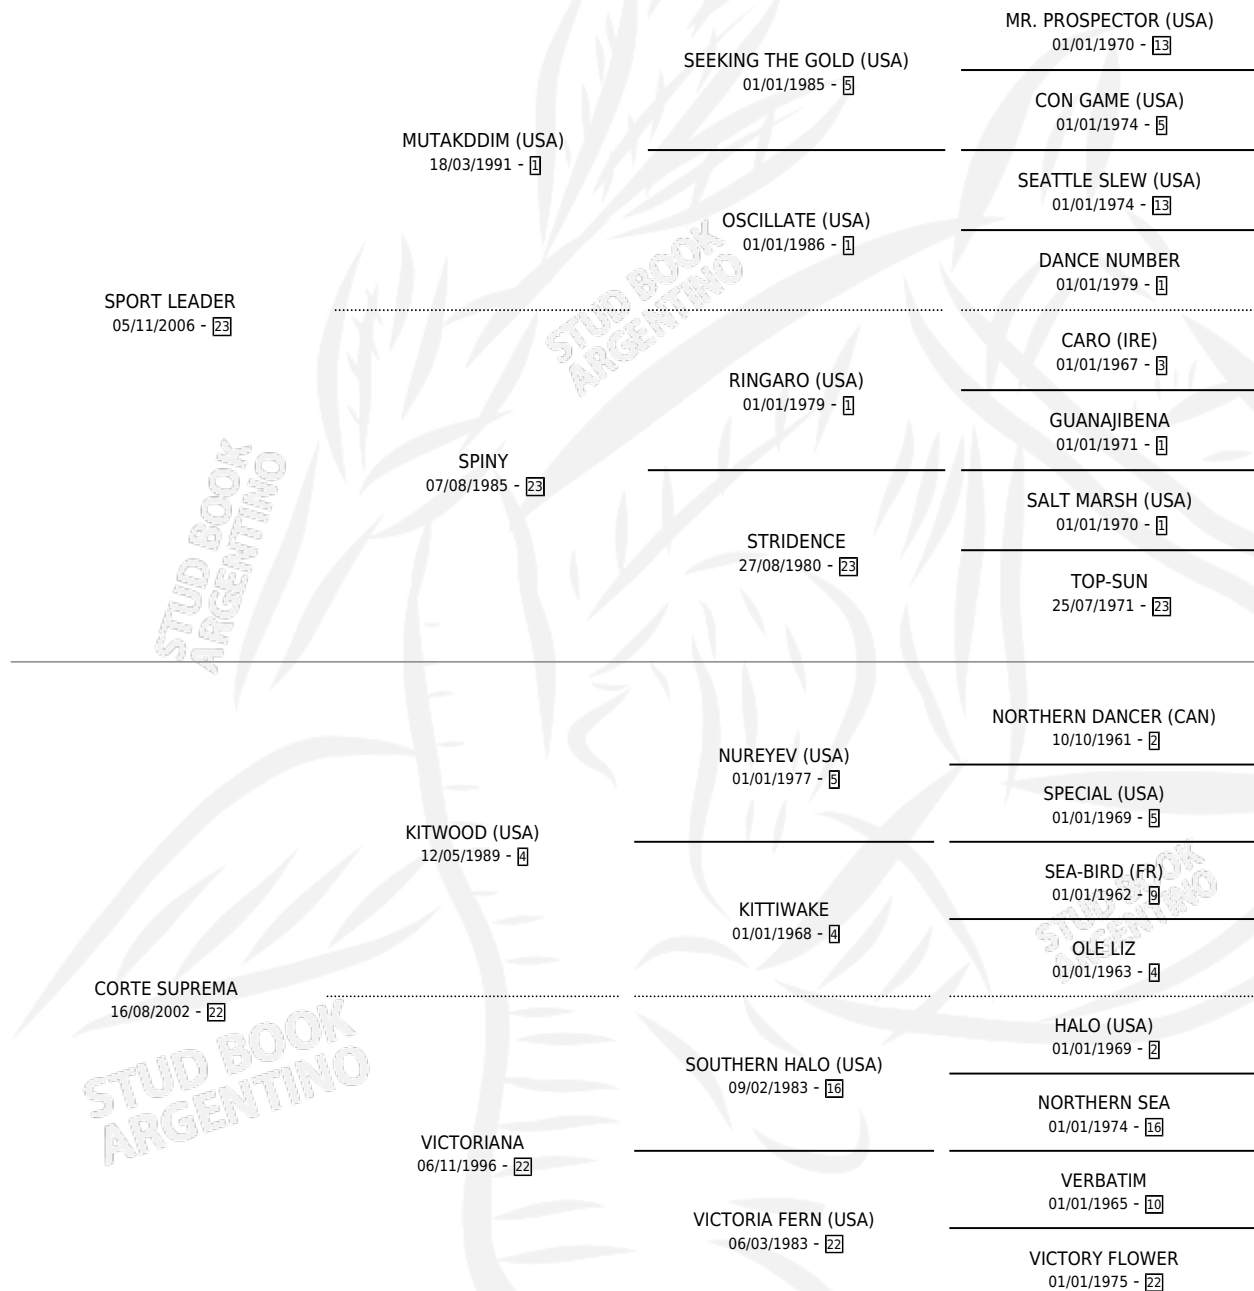 MR. PROSPECTOR (USA)
01/01/1970 - 13
SEEKING THE GOLD (USA)
01/01/1985 - 5
CON GAME (USA)
01/01/1974 - 5
MUTAKDDIM (USA)
18/03/1991 - 1
SEATTLE SLEW (USA)
01/01/1974 - 13
OSCILLATE (USA)
01/01/1986 - 1
DANCE NUMBER
01/01/1979 - 1
STUD BOOK
ARGENTINO
SPORT LEADER
05/11/2006 - 23
CARO (IRE)
01/01/1967 - 3
RINGARO (USA)
01/01/1979 - 1
GUANAJIBENA
01/01/1971 - 1
SPINY
07/08/1985 - 23
SALT MARSH (USA)
01/01/1970 - 1
STRIDENCE
27/08/1980 - 23
TOP-SUN
25/07/1971 - 23
STUD BOOK
ARGENTINO
NORTHERN DANCER (CAN)
10/10/1961 - 2
NUREYEV (USA)
01/01/1977 - 5
SPECIAL (USA)
01/01/1969 - 5
KITWOOD (USA)
12/05/1989 - 4
SEA-BIRD (FR)
01/01/1962 - 9
KITTIWAKE
01/01/1968 - 4
STUD BOOK
ARGENTINO
OLE LIZ
01/01/1963 - 4
CORTE SUPREMA
16/08/2002 - 22
HALO (USA)
01/01/1969 - 2
SOUTHERN HALO (USA)
09/02/1983 - 16
STUD BOOK
ARGENTINO
NORTHERN SEA
01/01/1974 - 16
VICTORIANA
06/11/1996 - 22
VERBATIM
01/01/1965 - 10
VICTORIA FERN (USA)
06/03/1983 - 22
VICTORY FLOWER
01/01/1975 - 22